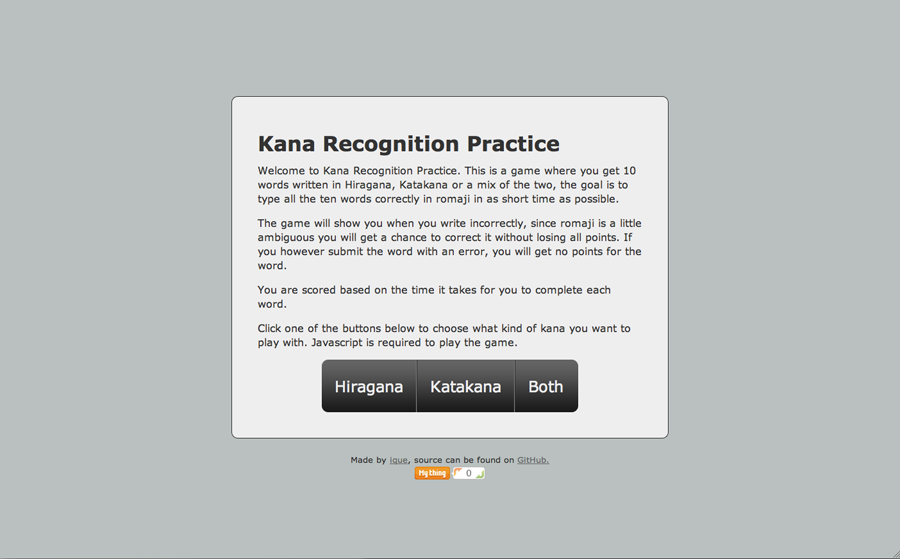 Kana Recognition Practice
Welcome to Kana Recognition Practice. This is a game where you get 10
words written in Hiragana, Katakana or a mix of the two, the goal is to
type all the ten words correctly in romaji in as short time as possible.
The game will show you when you write incorrectly, since romaji is a little
ambiguous you will get a chance to correct it without losing all points. If
you however submit the word with an error, you will get no points for the
word.
You are scored based on the time it takes for you to complete each
word.
Click one of the buttons below to choose what kind of kana you want to
play with. Javascript is required to play the game.
Hiragana Katakana Both
Made by ique, source can be found on GitHub.
My thing 0